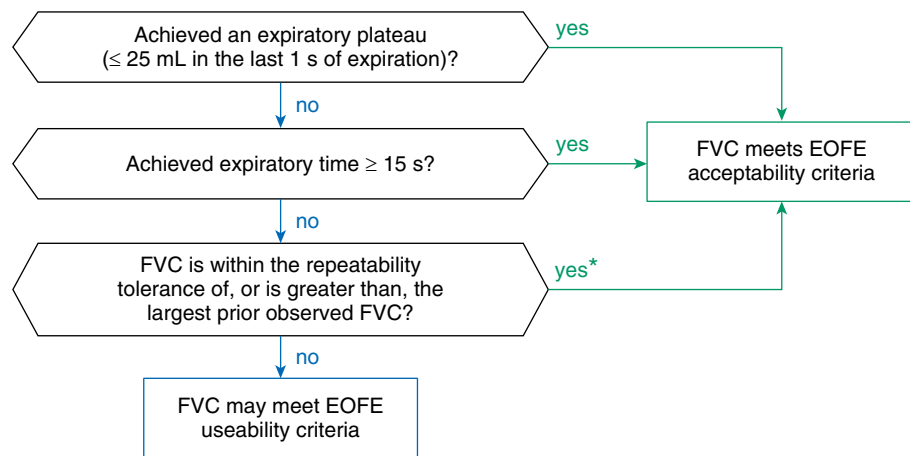 Achieved an expiratory plateau
(≤ 25 mL in the last 1 s of expiration)?
yes
no
Achieved expiratory time ≥ 15 s?
yes
FVC meets EOFE
acceptability criteria
no
FVC is within the repeatability
tolerance of, or is greater than, the
largest prior observed FVC?
yes*
no
FVC may meet EOFE
useability criteria